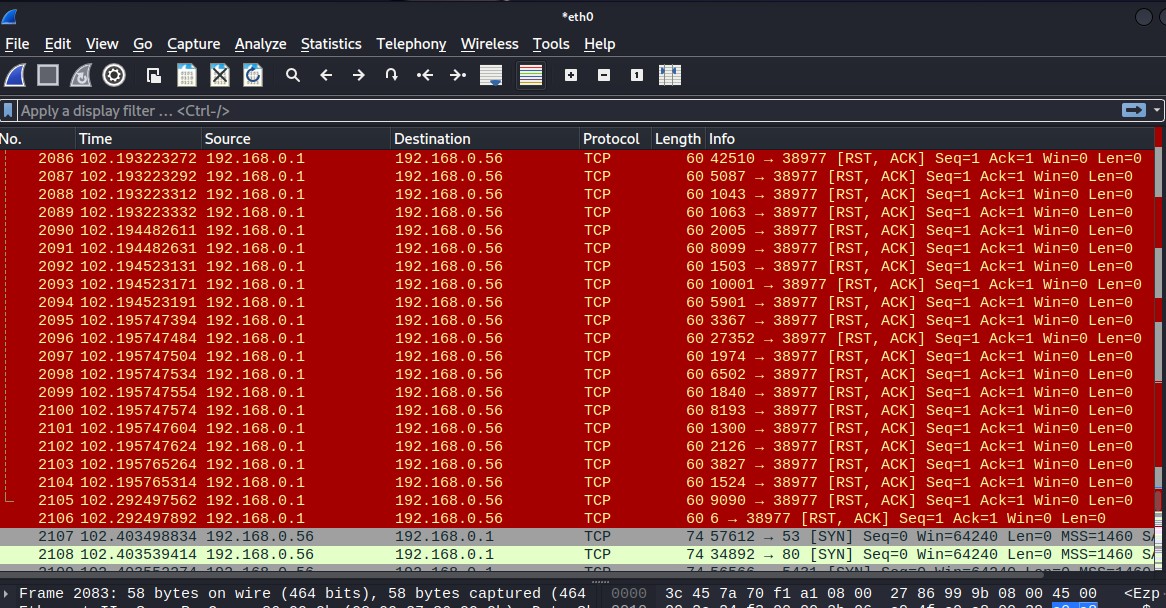 *eth0
File Edit View Go Capture Analyze Statistics Telephony Wireless Tools Help
Apply a display filter ... <Ctrl-/>
No. Time Source Destination Protocol Length Info
2086 102.193223272 192.168.0.1 192.168.0.56 TCP 60 42510 → 38977 [RST, ACK] Seq=1 Ack=1 Win=0 Len=0
2087 102.193223292 192.168.0.1 192.168.0.56 TCP 60 5087 → 38977 [RST, ACK] Seq=1 Ack=1 Win=0 Len=0
2088 102.193223312 192.168.0.1 192.168.0.56 TCP 60 1043 → 38977 [RST, ACK] Seq=1 Ack=1 Win=0 Len=0
2089 102.193223332 192.168.0.1 192.168.0.56 TCP 60 1063 → 38977 [RST, ACK] Seq=1 Ack=1 Win=0 Len=0
2090 102.194482611 192.168.0.1 192.168.0.56 TCP 60 2005 → 38977 [RST, ACK] Seq=1 Ack=1 Win=0 Len=0
2091 102.194482631 192.168.0.1 192.168.0.56 TCP 60 8099 → 38977 [RST, ACK] Seq=1 Ack=1 Win=0 Len=0
2092 102.194523131 192.168.0.1 192.168.0.56 TCP 60 1503 → 38977 [RST, ACK] Seq=1 Ack=1 Win=0 Len=0
2093 102.194523171 192.168.0.1 192.168.0.56 TCP 60 10001 → 38977 [RST, ACK] Seq=1 Ack=1 Win=0 Len=0
2094 102.194523191 192.168.0.1 192.168.0.56 TCP 60 5901 → 38977 [RST, ACK] Seq=1 Ack=1 Win=0 Len=0
2095 102.195747394 192.168.0.1 192.168.0.56 TCP 60 3367 → 38977 [RST, ACK] Seq=1 Ack=1 Win=0 Len=0
2096 102.195747484 192.168.0.1 192.168.0.56 TCP 60 27352 → 38977 [RST, ACK] Seq=1 Ack=1 Win=0 Len=0
2097 102.195747504 192.168.0.1 192.168.0.56 TCP 60 1974 → 38977 [RST, ACK] Seq=1 Ack=1 Win=0 Len=0
2098 102.195747534 192.168.0.1 192.168.0.56 TCP 60 6502 → 38977 [RST, ACK] Seq=1 Ack=1 Win=0 Len=0
2099 102.195747554 192.168.0.1 192.168.0.56 TCP 60 1840 → 38977 [RST, ACK] Seq=1 Ack=1 Win=0 Len=0
2100 102.195747574 192.168.0.1 192.168.0.56 TCP 60 8193 → 38977 [RST, ACK] Seq=1 Ack=1 Win=0 Len=0
2101 102.195747604 192.168.0.1 192.168.0.56 TCP 60 1300 → 38977 [RST, ACK] Seq=1 Ack=1 Win=0 Len=0
2102 102.195747624 192.168.0.1 192.168.0.56 TCP 60 2126 → 38977 [RST, ACK] Seq=1 Ack=1 Win=0 Len=0
2103 102.195765264 192.168.0.1 192.168.0.56 TCP 60 3827 → 38977 [RST, ACK] Seq=1 Ack=1 Win=0 Len=0
2104 102.195765314 192.168.0.1 192.168.0.56 TCP 60 1524 → 38977 [RST, ACK] Seq=1 Ack=1 Win=0 Len=0
2105 102.292497562 192.168.0.1 192.168.0.56 TCP 60 9090 → 38977 [RST, ACK] Seq=1 Ack=1 Win=0 Len=0
2106 102.292497892 192.168.0.1 192.168.0.56 TCP 60 6 → 38977 [RST, ACK] Seq=1 Ack=1 Win=0 Len=0
2107 102.403498834 192.168.0.56 192.168.0.1 TCP 74 57612 → 53 [SYN] Seq=0 Win=64240 Len=0 MSS=1460 SA
2108 102.403539414 192.168.0.56 192.168.0.1 TCP 74 34892 → 80 [SYN] Seq=0 Win=64240 Len=0 MSS=1460 SA
Frame 2083: 58 bytes on wire (464 bits), 58 bytes captured (464 0000 3c 45 7a 70 f1 a1 08 00 27 86 99 9b 08 00 45 00 <Ezp